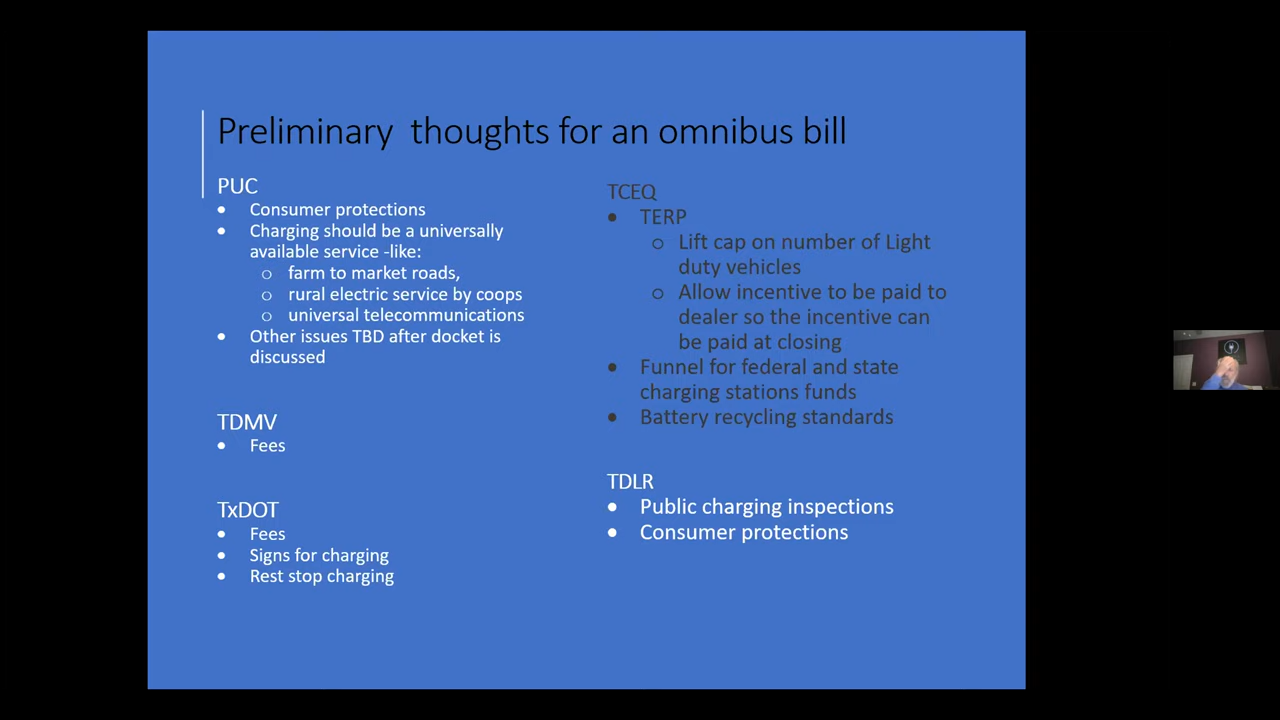 Preliminary thoughts for an omnibus bill
PUC
• Consumer protections
• Charging should be a universally
available service -like:
o farm to market roads,
o rural electric service by coops
o universal telecommunications
• Other issues TBD after docket is
discussed
TDMV
• Fees
TxDOT
• Fees
• Signs for charging
• Rest stop charging
TCEQ
• TERP
o Lift cap on number of Light
duty vehicles
o Allow incentive to be paid to
dealer so the incentive can
be paid at closing
• Funnel for federal and state
charging stations funds
• Battery recycling standards
TDLR
• Public charging inspections
• Consumer protections